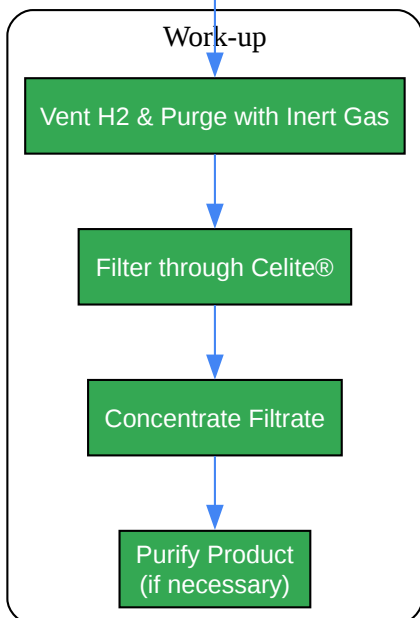 Work-up
Vent H2 & Purge with Inert Gas
Filter through Celite®
Concentrate Filtrate
Purify Product
(if necessary)